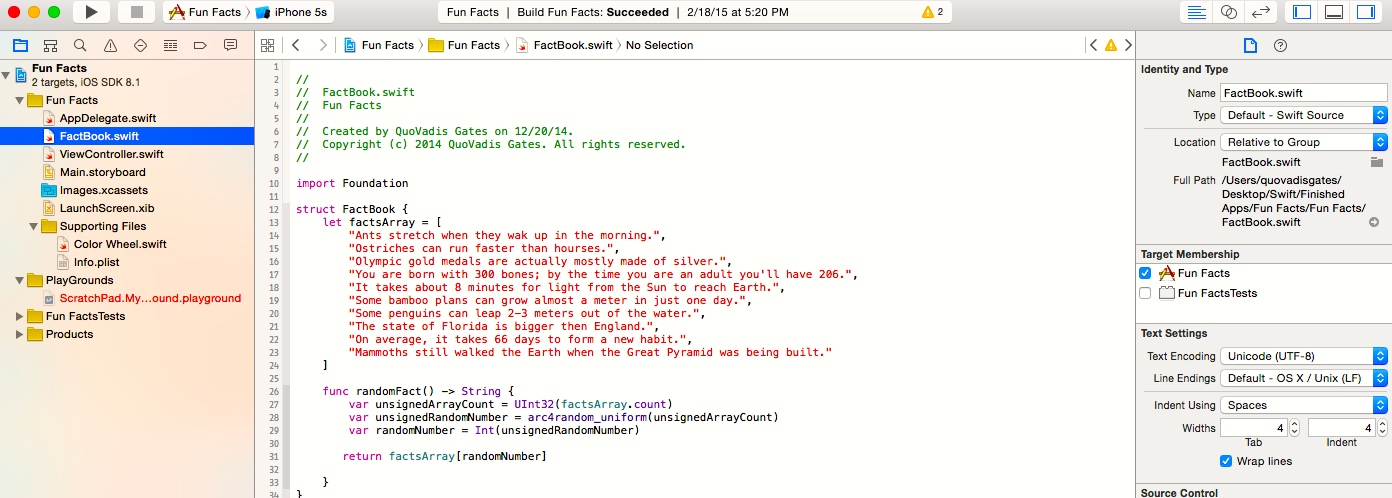 Fun Facts iPhone 5s Fun Facts | Build Fun Facts: Succeeded | 2/18/15 at 5:20 PM 2
Fun Facts
2 targets, iOS SDK 8.1
Fun Facts
AppDelegate.swift
FactBook.swift
ViewController.swift
Main.storyboard
Images.xcassets
LaunchScreen.xib
Supporting Files
Color Wheel.swift
Info.plist
PlayGrounds
ScratchPad.My...ound.playground
Fun FactsTests
Products
Fun Facts Fun Facts FactBook.swift No Selection
1
2 //
3 //  FactBook.swift
4 //  Fun Facts
5 //
6 //  Created by QuoVadis Gates on 12/20/14.
7 //  Copyright (c) 2014 QuoVadis Gates. All rights reserved.
8 //
9
10 import Foundation
11
12 struct FactBook {
13     let factsArray = [
14         "Ants stretch when they wak up in the morning.",
15         "Ostriches can run faster than hourses.",
16         "Olympic gold medals are actually mostly made of silver.",
17         "You are born with 300 bones; by the time you are an adult you'll have 206.",
18         "It takes about 8 minutes for light from the Sun to reach Earth.",
19         "Some bamboo plans can grow almost a meter in just one day.",
20         "Some penguins can leap 2-3 meters out of the water.",
21         "The state of Florida is bigger then England.",
22         "On average, it takes 66 days to form a new habit.",
23         "Mammoths still walked the Earth when the Great Pyramid was being built."
24     ]
25
26     func randomFact() -> String {
27         var unsignedArrayCount = UInt32(factsArray.count)
28         var unsignedRandomNumber = arc4random_uniform(unsignedArrayCount)
29         var randomNumber = Int(unsignedRandomNumber)
30
31        return factsArray[randomNumber]
32
33     }
34 }
Identity and Type
Name FactBook.swift
Type Default - Swift Source
Location Relative to Group
FactBook.swift
Full Path /Users/quovadisgates/
Desktop/Swift/Finished
Apps/Fun Facts/Fun Facts/
FactBook.swift
Target Membership
Fun Facts
Fun FactsTests
Text Settings
Text Encoding Unicode (UTF-8)
Line Endings Default - OS X / Unix (LF)
Indent Using Spaces
Widths 4 4
Tab Indent
Wrap lines
Source Control